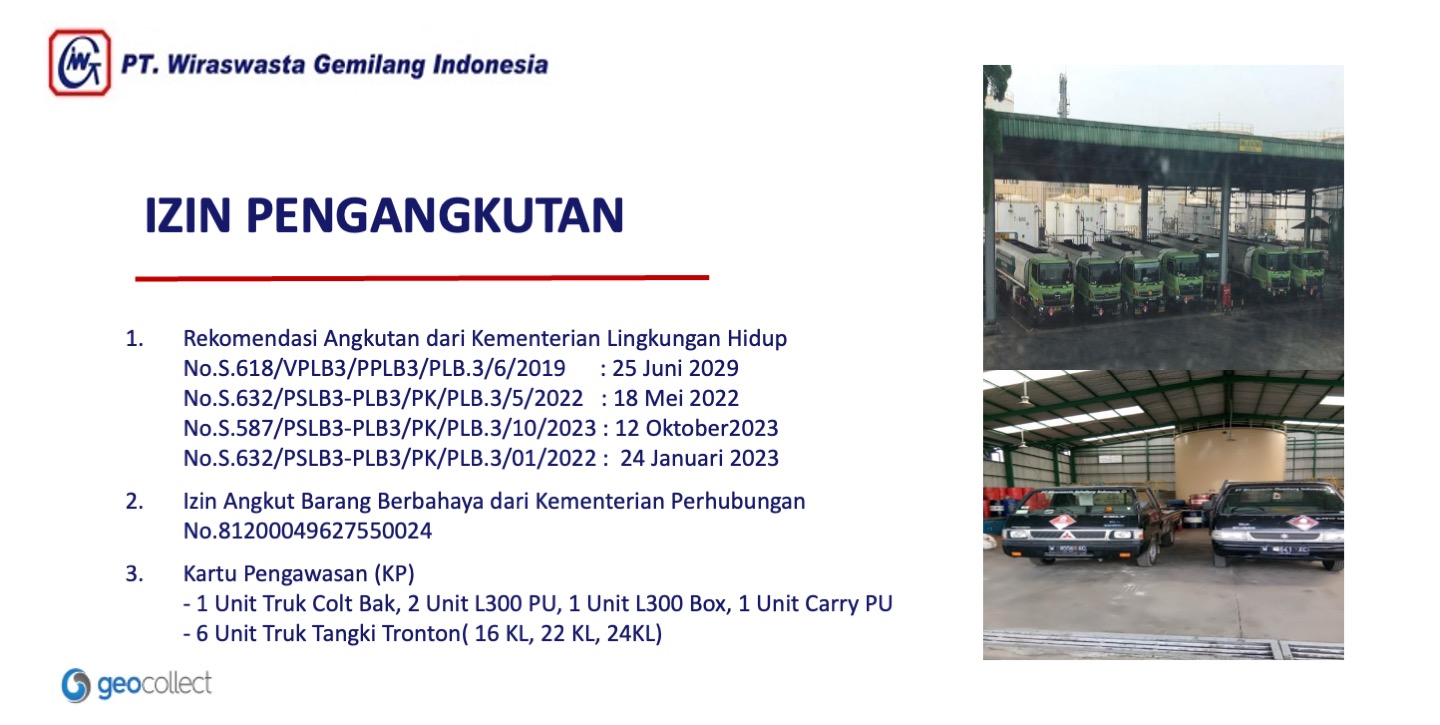 PT. Wiraswasta Gemilang Indonesia
IZIN PENGANGKUTAN
1. Rekomendasi Angkutan dari Kementerian Lingkungan Hidup
No.S.618/VPLB3/PPLB3/PLB.3/6/2019 : 25 Juni 2029
No.S.632/PSLB3-PLB3/PK/PLB.3/5/2022 : 18 Mei 2022
No.S.587/PSLB3-PLB3/PK/PLB.3/10/2023 : 12 Oktober2023
No.S.632/PSLB3-PLB3/PK/PLB.3/01/2022 : 24 Januari 2023
2. Izin Angkut Barang Berbahaya dari Kementerian Perhubungan
No.81200049627550024
3. Kartu Pengawasan (KP)
- 1 Unit Truk Colt Bak, 2 Unit L300 PU, 1 Unit L300 Box, 1 Unit Carry PU
- 6 Unit Truk Tangki Tronton( 16 KL, 22 KL, 24KL)
geocollect